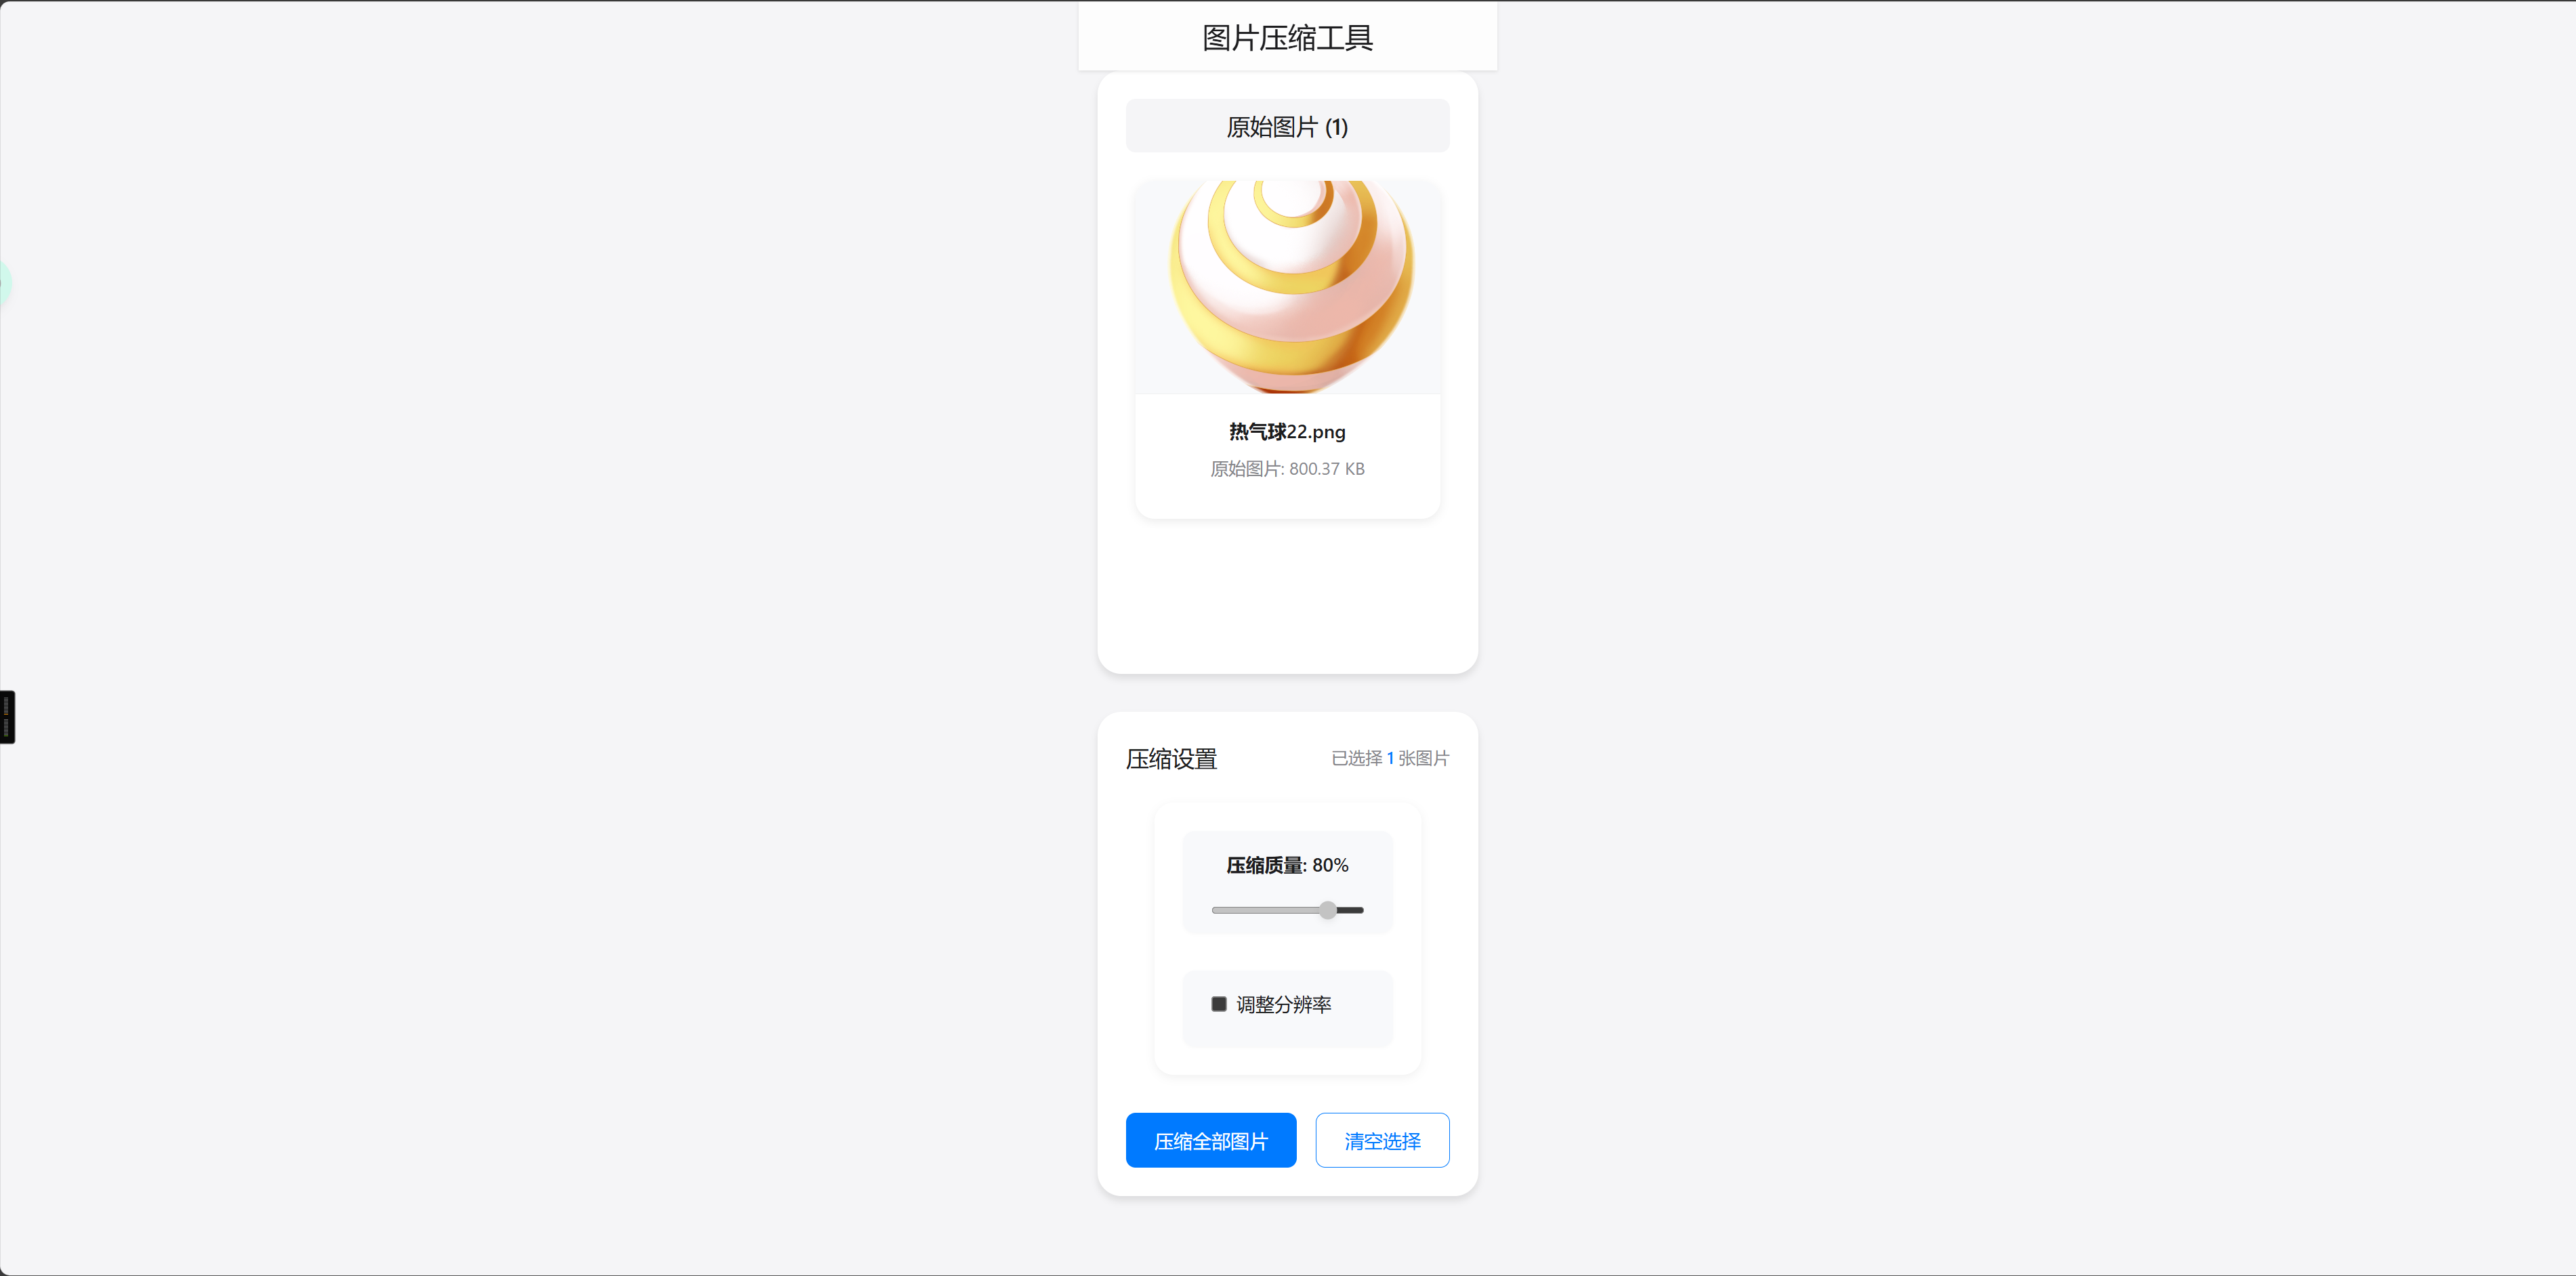 图片压缩工具
原始图片 (1)
热气球22.png
原始图片: 800.37 KB
压缩设置
已选择 1 张图片
压缩质量: 80%
调整分辨率
压缩全部图片
清空选择